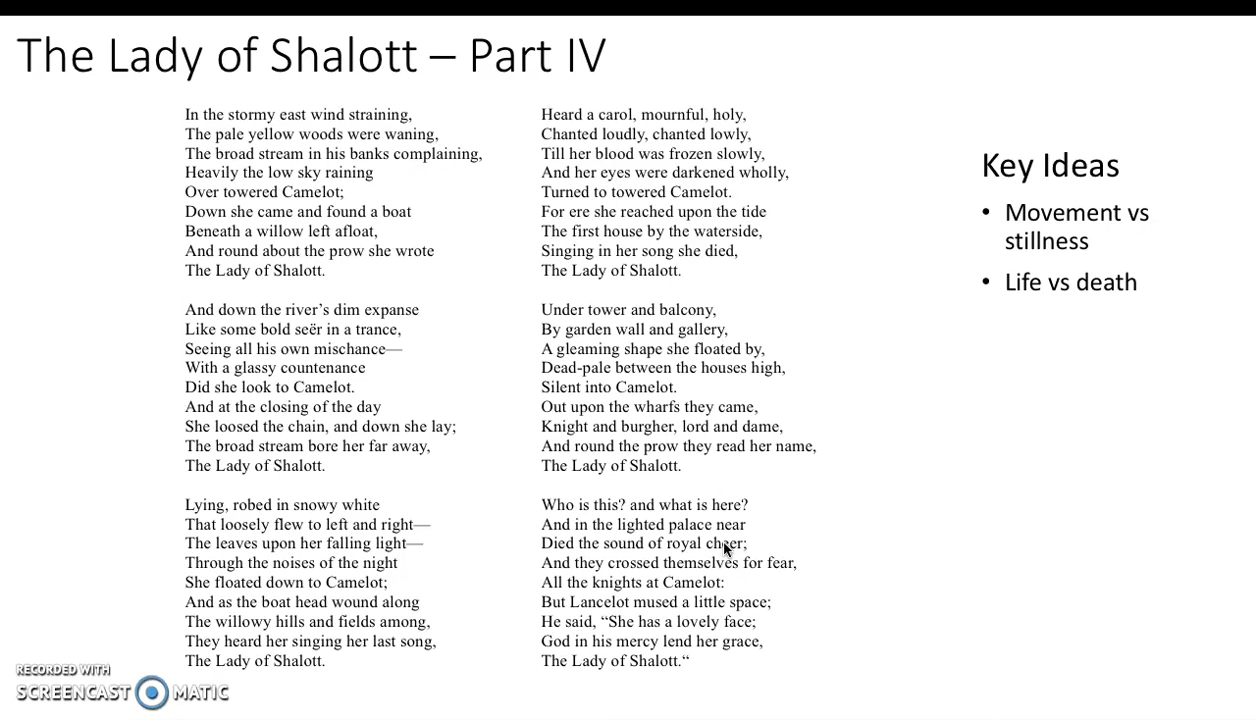 The Lady of Shalott – Part IV
In the stormy east wind straining,
The pale yellow woods were waning,
The broad stream in his banks complaining,
Heavily the low sky raining
Over towered Camelot;
Down she came and found a boat
Beneath a willow left afloat,
And round about the prow she wrote
The Lady of Shalott.

And down the river’s dim expanse
Like some bold seër in a trance,
Seeing all his own mischance—
With a glassy countenance
Did she look to Camelot.
And at the closing of the day
She loosed the chain, and down she lay;
The broad stream bore her far away,
The Lady of Shalott.

Lying, robed in snowy white
That loosely flew to left and right—
The leaves upon her falling light—
Through the noises of the night
She floated down to Camelot;
And as the boat head wound along
The willowy hills and fields among,
They heard her singing her last song,
The Lady of Shalott.

Heard a carol, mournful, holy,
Chanted loudly, chanted lowly,
Till her blood was frozen slowly,
And her eyes were darkened wholly,
Turned to towered Camelot.
For ere she reached upon the tide
The first house by the waterside,
Singing in her song she died,
The Lady of Shalott.

Under tower and balcony,
By garden wall and gallery,
A gleaming shape she floated by,
Dead-pale between the houses high,
Silent into Camelot.
Out upon the wharfs they came,
Knight and burgher, lord and dame,
And round the prow they read her name,
The Lady of Shalott.

Who is this? and what is here?
And in the lighted palace near
Died the sound of royal cheer;
And they crossed themselves for fear,
All the knights at Camelot:
But Lancelot mused a little space;
He said, “She has a lovely face;
God in his mercy lend her grace,
The Lady of Shalott.“

Key Ideas
• Movement vs
stillness
• Life vs death
RECORDED WITH
SCREENCAST MATIC